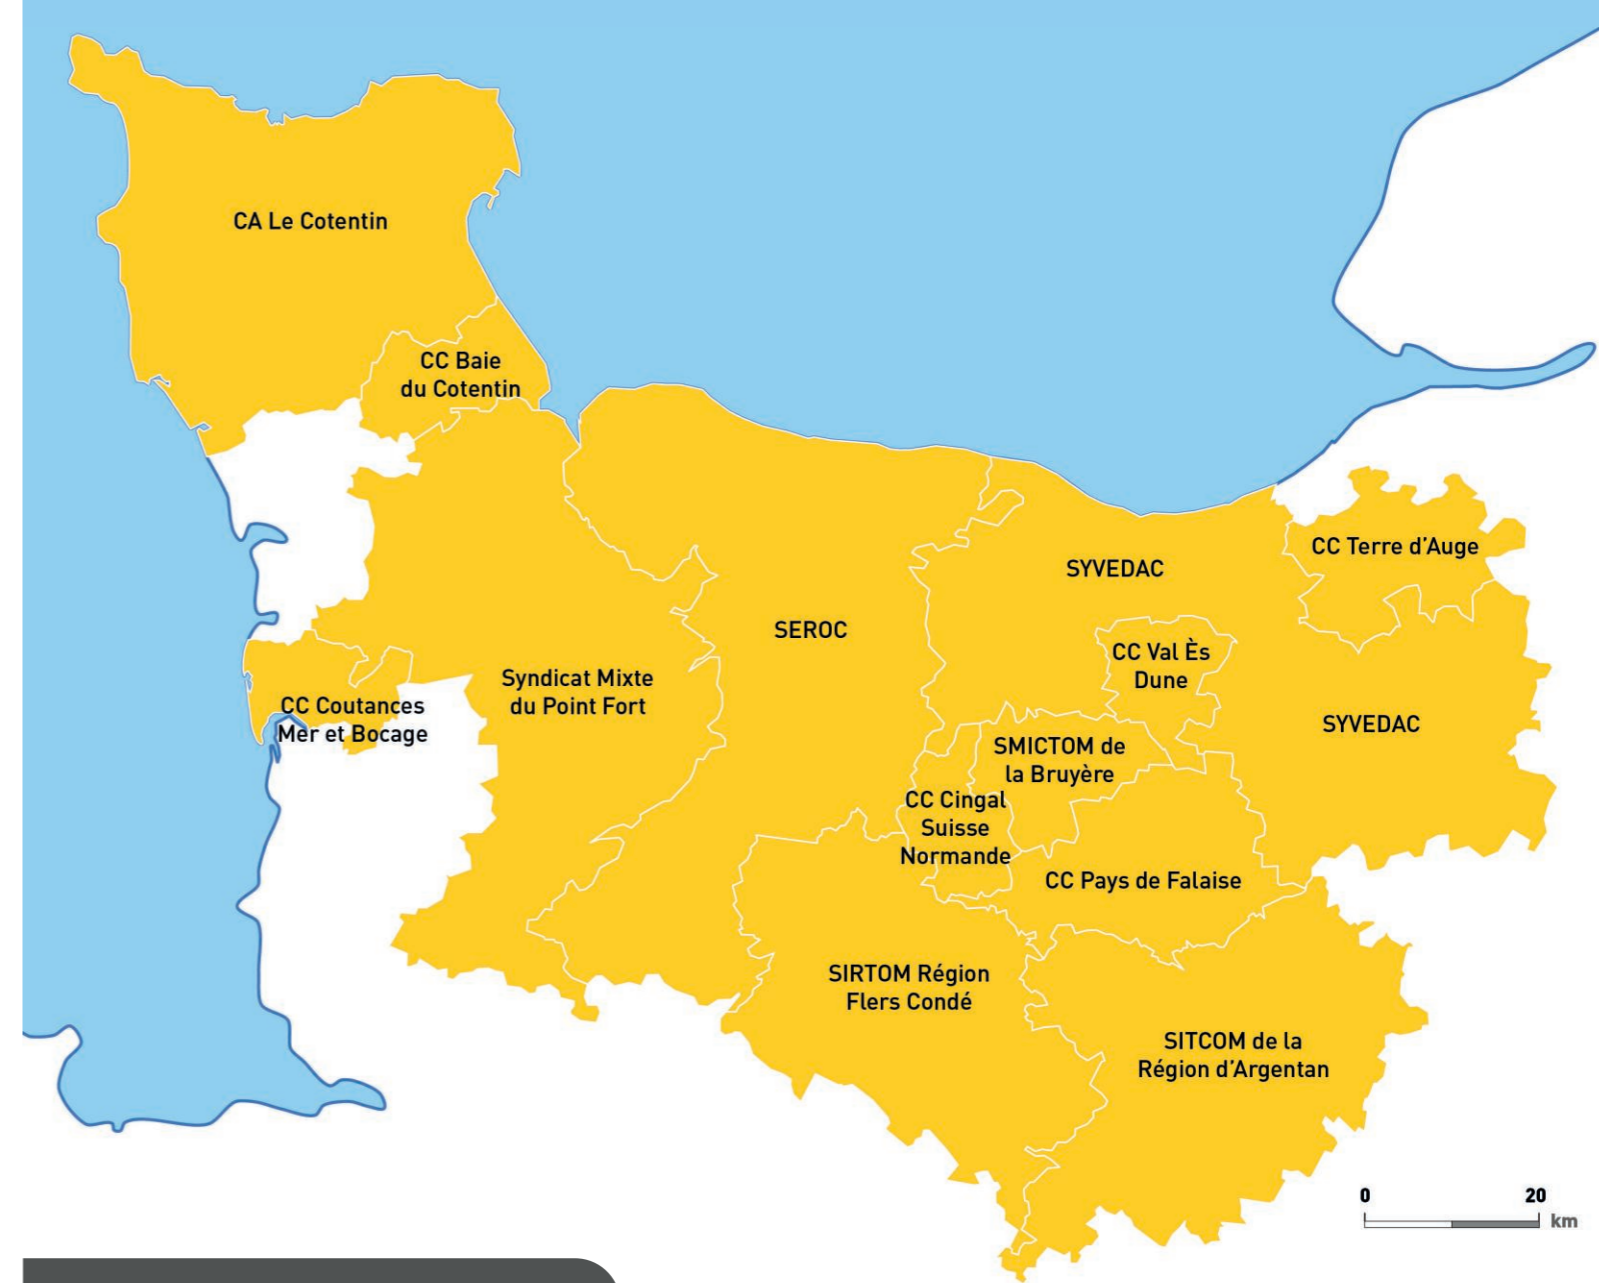 CA Le Cotentin
CC Baie
du Cotentin
CC Terre d'Auge
SYVEDAC
SEROC
CC Val Ès
Dune
Syndicat Mixte
du Point Fort
CC Coutances
Mer et Bocage
SYVEDAC
SMICTOM de
la Bruyère
CC Cingal
Suisse
Normande
CC Pays de Falaise
SIRTOM Région
Flers Condé
SITCOM de la
Région d'Argentan
0 20
km